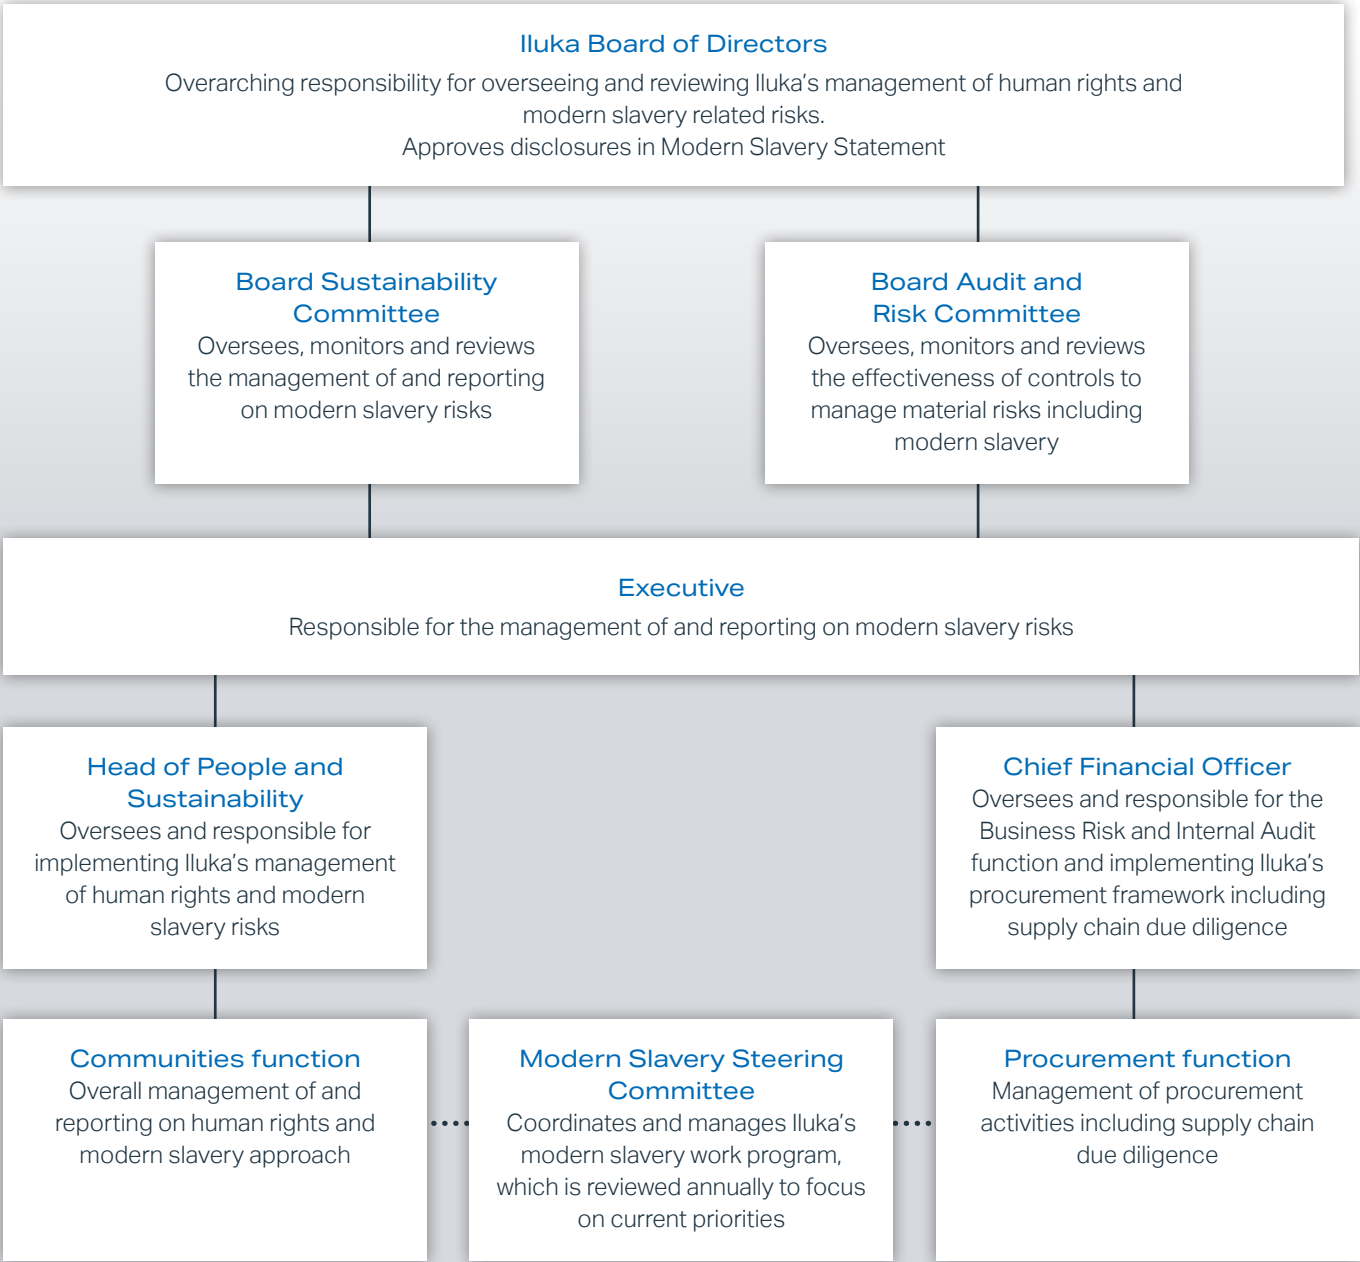 Iluka Board of Directors
Overarching responsibility for overseeing and reviewing Iluka’s management of human rights and
modern slavery related risks.
Approves disclosures in Modern Slavery Statement
Board Sustainability
Committee
Oversees, monitors and reviews
the management of and reporting
on modern slavery risks
Board Audit and
Risk Committee
Oversees, monitors and reviews
the effectiveness of controls to
manage material risks including
modern slavery
Executive
Responsible for the management of and reporting on modern slavery risks
Head of People and
Sustainability
Oversees and responsible for
implementing Iluka’s management
of human rights and modern
slavery risks
Chief Financial Officer
Oversees and responsible for the
Business Risk and Internal Audit
function and implementing Iluka’s
procurement framework including
supply chain due diligence
Communities function
Overall management of and
reporting on human rights and
modern slavery approach
Modern Slavery Steering
Committee
Coordinates and manages Iluka’s
modern slavery work program,
which is reviewed annually to focus
on current priorities
Procurement function
Management of procurement
activities including supply chain
due diligence